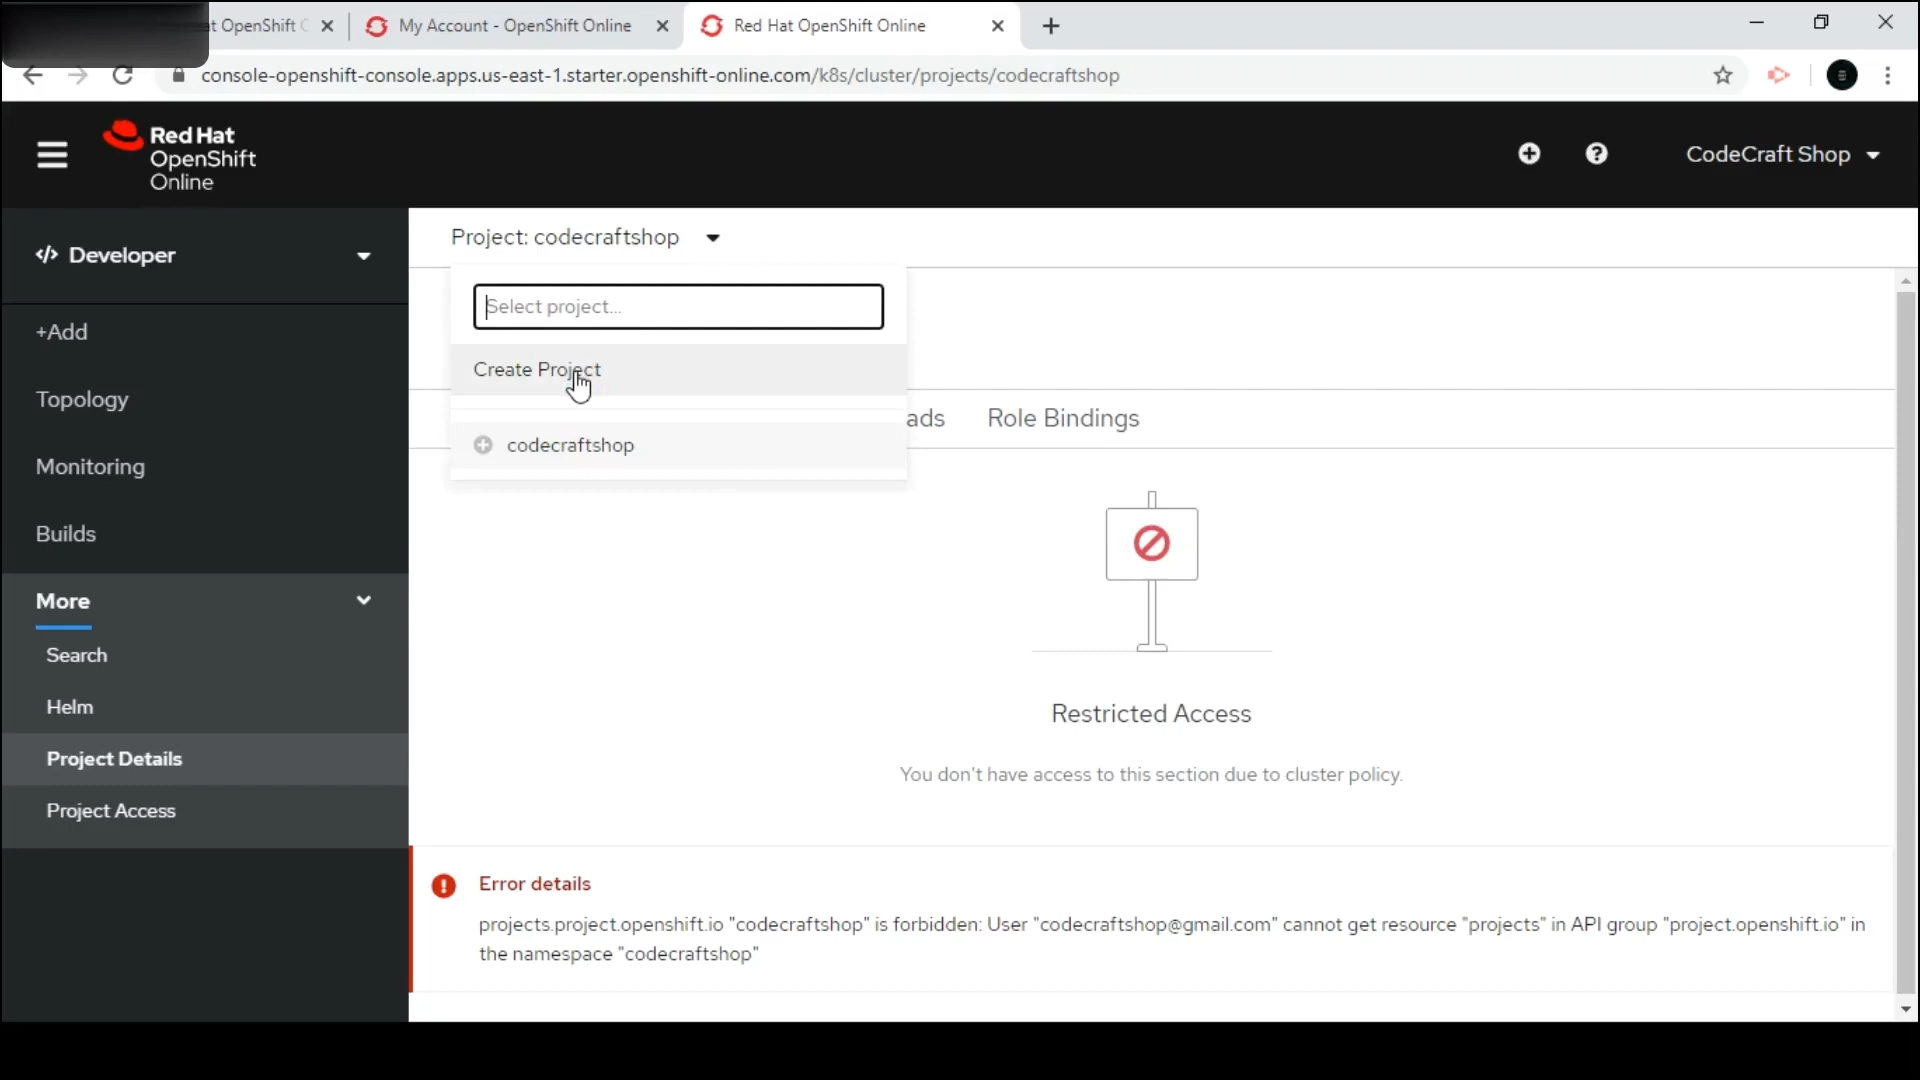 at OpenShift
My Account - OpenShift Online
Red Hat OpenShift Online
console-openshift-console.apps.us-east-1.starter.openshift-online.com/k8s/cluster/projects/codecraftshop
Red Hat
OpenShift
Online
CodeCraft Shop
Developer
Project: codecraftshop
Select project...
+Add
Create Project
Topology
ads
Role Bindings
codecraftshop
Monitoring
Builds
More
Search
Helm
Restricted Access
Project Details
You don't have access to this section due to cluster policy.
Project Access
Error details
projects.project.openshift.io "codecraftshop" is forbidden: User "codecraftshop@gmail.com" cannot get resource "projects" in API group "project.openshift.io" in
the namespace "codecraftshop"